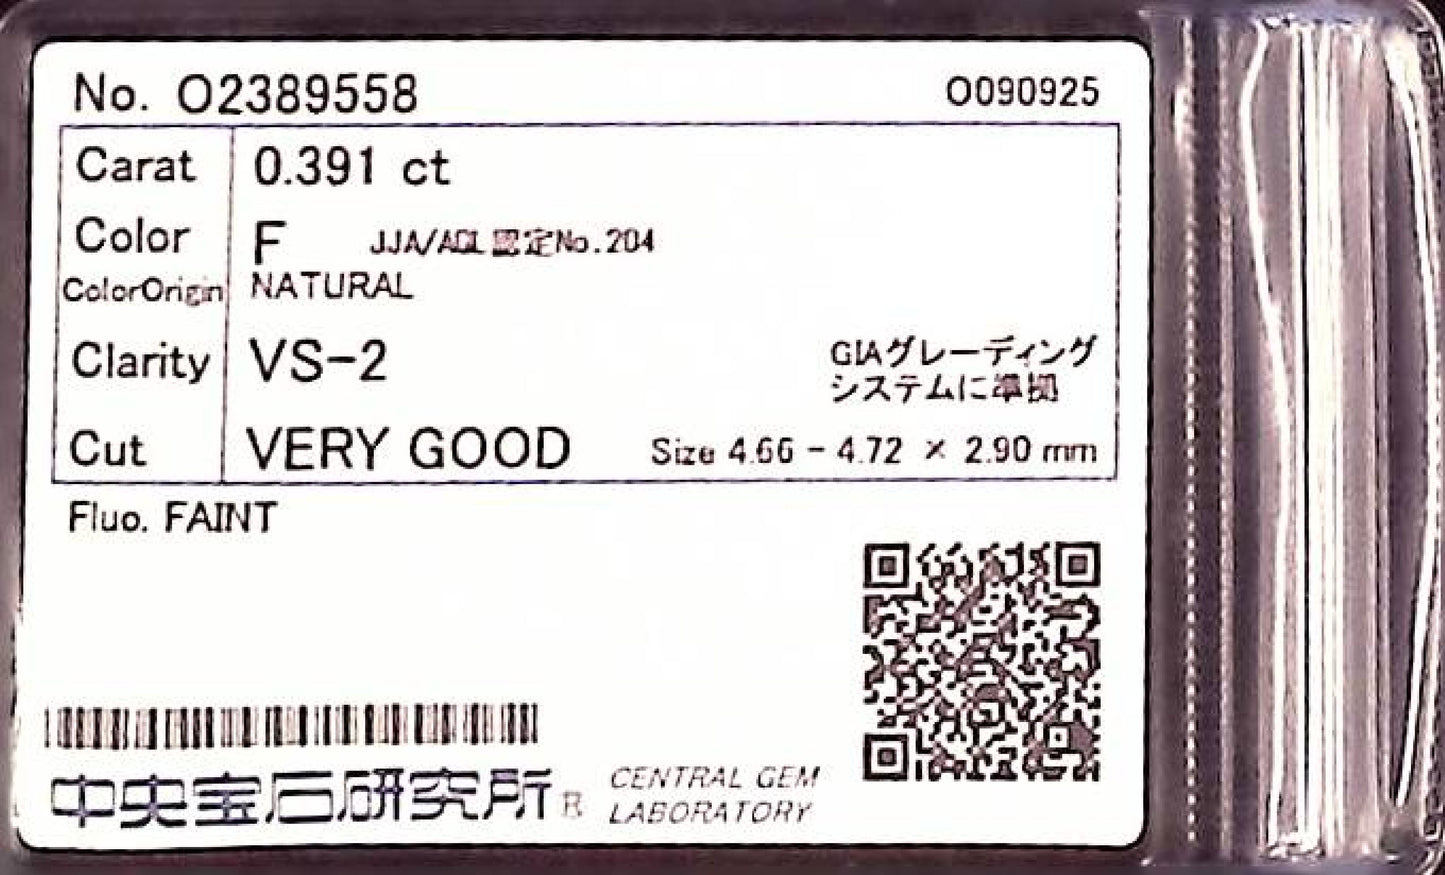 No. O2389558 O090925
Carat 0.391 ct
Color F JJA/AGL認定No.204
ColorOrigin NATURAL
Clarity VS-2 GIAグレーディング
システムに準拠
Cut VERY GOOD Size 4.66 - 4.72 × 2.90 mm
Fluo. FAINT
中央宝石研究所® CENTRAL GEM
LABORATORY